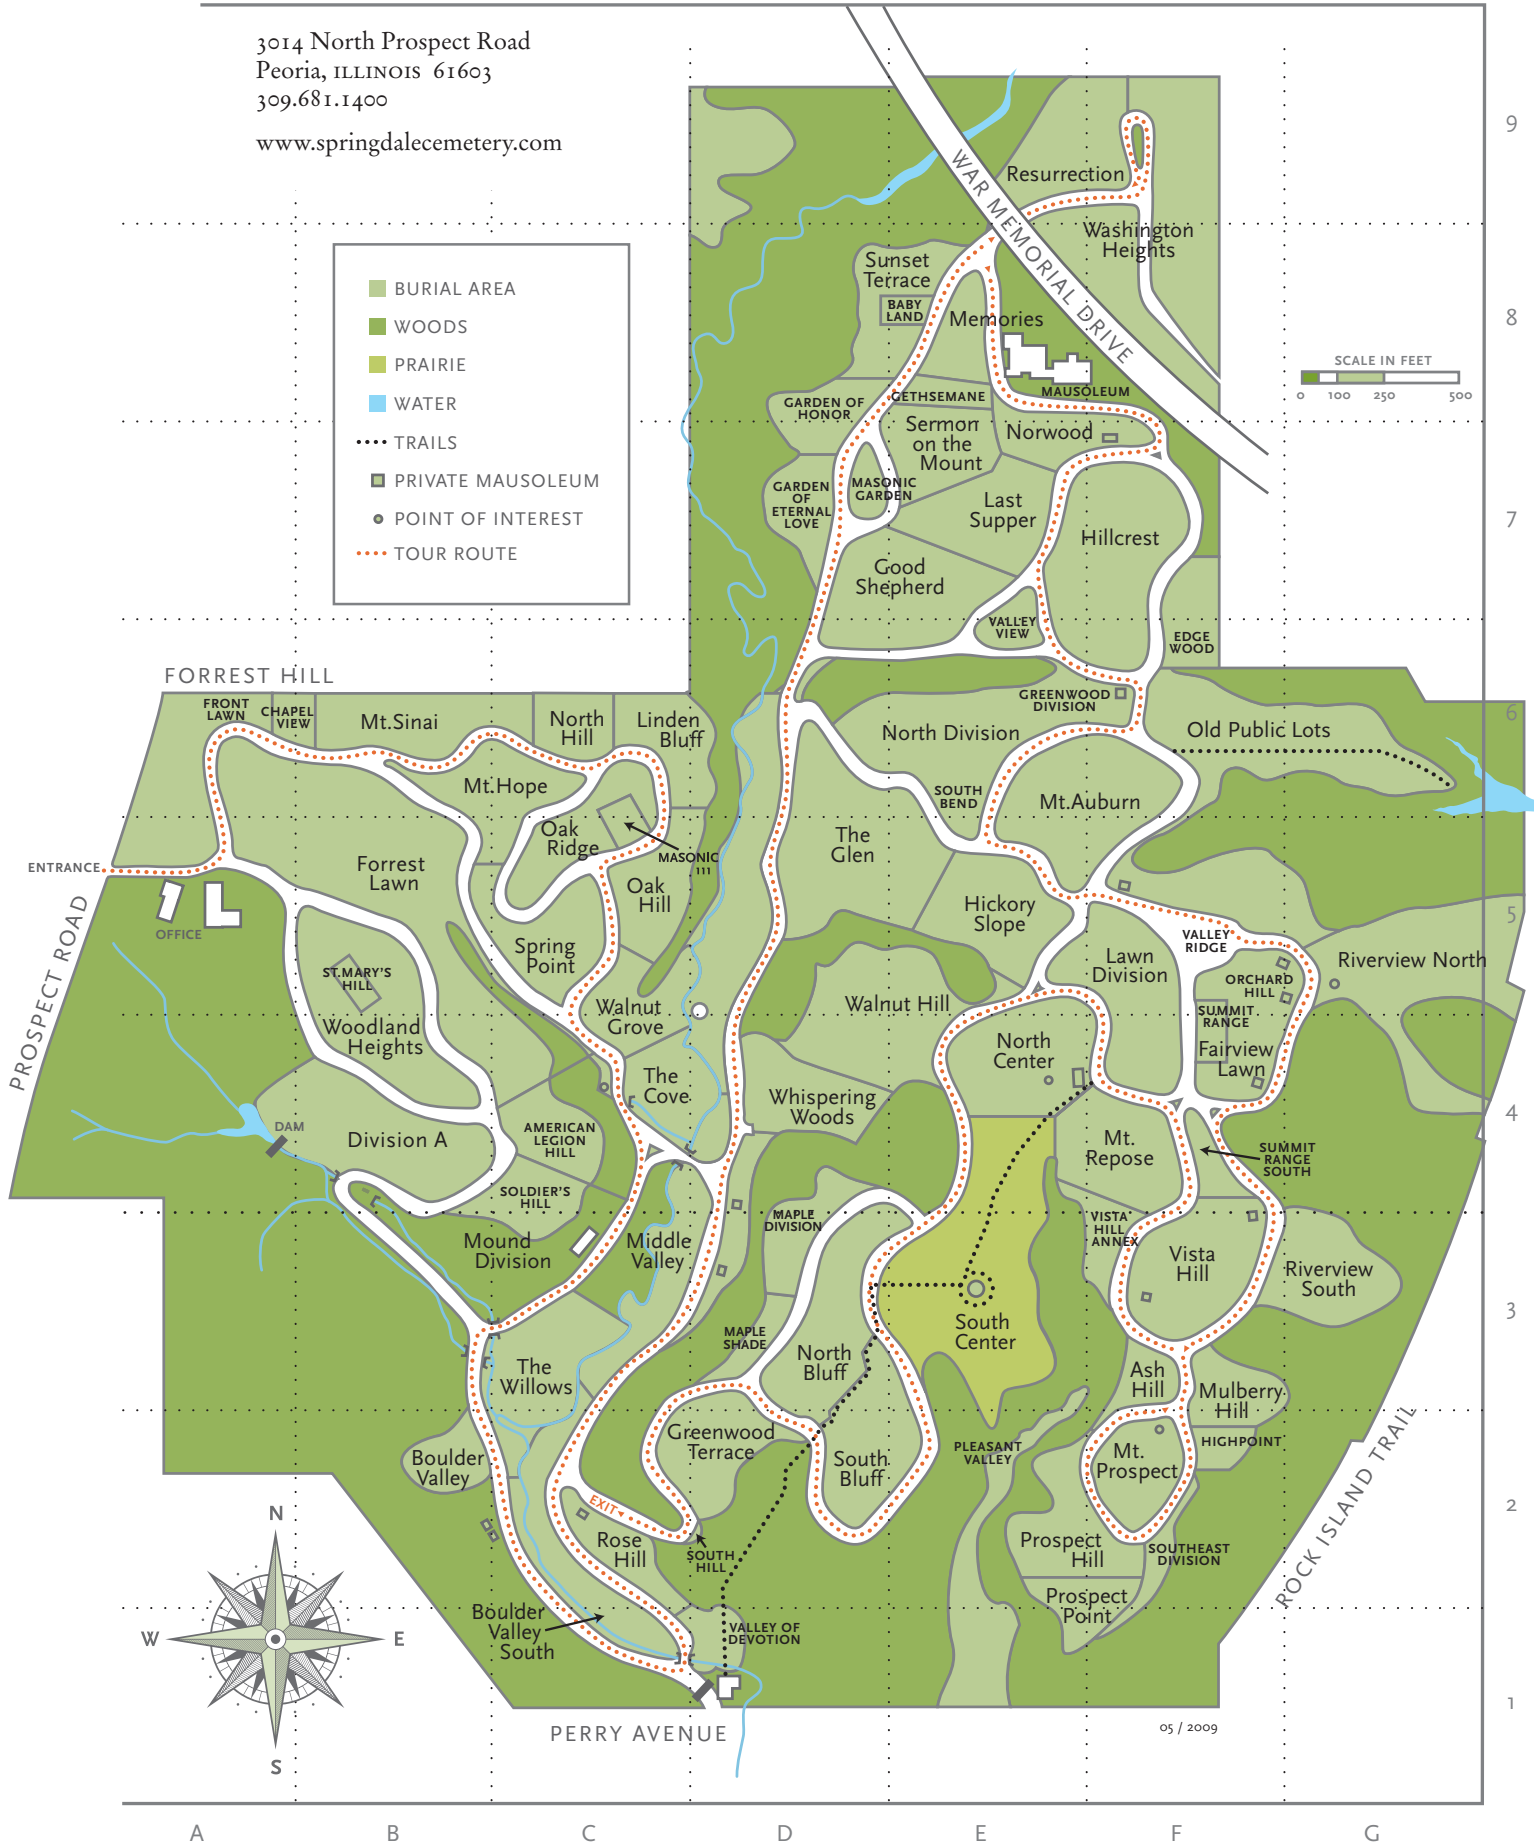 3014 North Prospect Road
Peoria, ILLINOIS 61603
309.681.1400
www.springdalecemetery.com
BURIAL AREA
WOODS
PRAIRIE
WATER
TRAILS
PRIVATE MAUSOLEUM
POINT OF INTEREST
TOUR ROUTE
WAR MEMORIAL DRIVE
Resurrection
Washington
Heights
Sunset
Terrace
BABY
LAND
Memories
MAUSOLEUM
SCALE IN FEET
0 100 250 500
GARDEN OF
HONOR
GETHSEMANE
Sermon
on the
Mount
Norwood
GARDEN
OF
ETERNAL
LOVE
MASONIC
GARDEN
Last
Supper
Hillcrest
Good
Shepherd
VALLEY
VIEW
EDGE
WOOD
FORREST HILL
FRONT
LAWN
CHAPEL
VIEW
Mt.Sinai
North
Hill
Linden
Bluff
GREENWOOD
DIVISION
North Division
Old Public Lots
Mt.Hope
SOUTH
BEND
Mt.Auburn
Oak
Ridge
MASONIC
111
The
Glen
ENTRANCE
Forrest
Lawn
Oak
Hill
Hickory
Slope
OFFICE
PROSPECT ROAD
Spring
Point
VALLEY
RIDGE
Lawn
Division
Riverview North
ST.MARY'S
HILL
ORCHARD
HILL
Walnut
Grove
Walnut Hill
SUMMIT
RANGE
Woodland
Heights
North
Center
Fairview
Lawn
The
Cove
Whispering
Woods
DAM
Division A
AMERICAN
LEGION
HILL
Mt.
Repose
SUMMIT
RANGE
SOUTH
SOLDIER'S
HILL
MAPLE
DIVISION
VISTA
HILL
ANNEX
Mound
Division
Middle
Valley
Vista
Hill
Riverview
South
South
Center
MAPLE
SHADE
North
Bluff
The
Willows
Ash
Hill
Mulberry
Hill
Greenwood
Terrace
PLEASANT
VALLEY
HIGHPOINT
Boulder
Valley
South
Bluff
Mt.
Prospect
ROCK ISLAND TRAIL
EXIT
Rose
Hill
SOUTH
HILL
Prospect
Hill
SOUTHEAST
DIVISION
Prospect
Point
Boulder
Valley
South
VALLEY OF
DEVOTION
PERRY AVENUE
05 / 2009
N
W
E
S
9
8
7
6
5
4
3
2
1
A B C D E F G